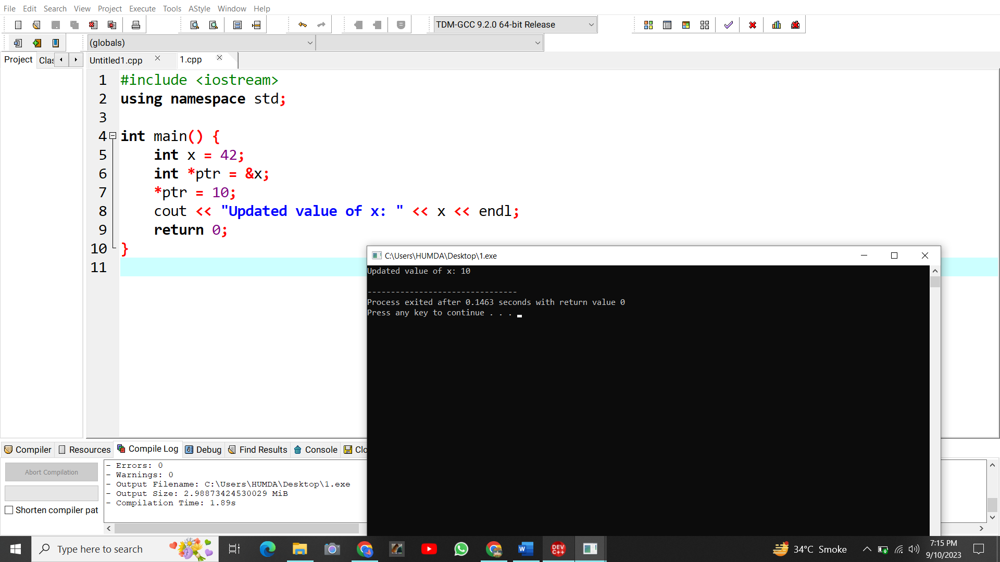 File Edit Search View Project Execute Tools AStyle Window Help
TDM-GCC 9.2.0 64-bit Release
(globals)
Project Clas Untitled1.cpp 1.cpp
1 #include <iostream>
2 using namespace std;
3
4 int main() {
5 int x = 42;
6 int *ptr = &x;
7 *ptr = 10;
8 cout << "Updated value of x: " << x << endl;
9 return 0;
10 }
11
C:\Users\HUMDA\Desktop\1.exe
Updated value of x: 10
--------------------------------
Process exited after 0.1463 seconds with return value 0
Press any key to continue . . .
Compiler Resources Compile Log Debug Find Results Console Clo
Abort Compilation
Shorten compiler pat
- Errors: 0
- Warnings: 0
- Output Filename: C:\Users\HUMDA\Desktop\1.exe
- Output Size: 2.98873424530029 MiB
- Compilation Time: 1.89s
Type here to search
DEV C++
34°C Smoke
7:15 PM
9/10/2023